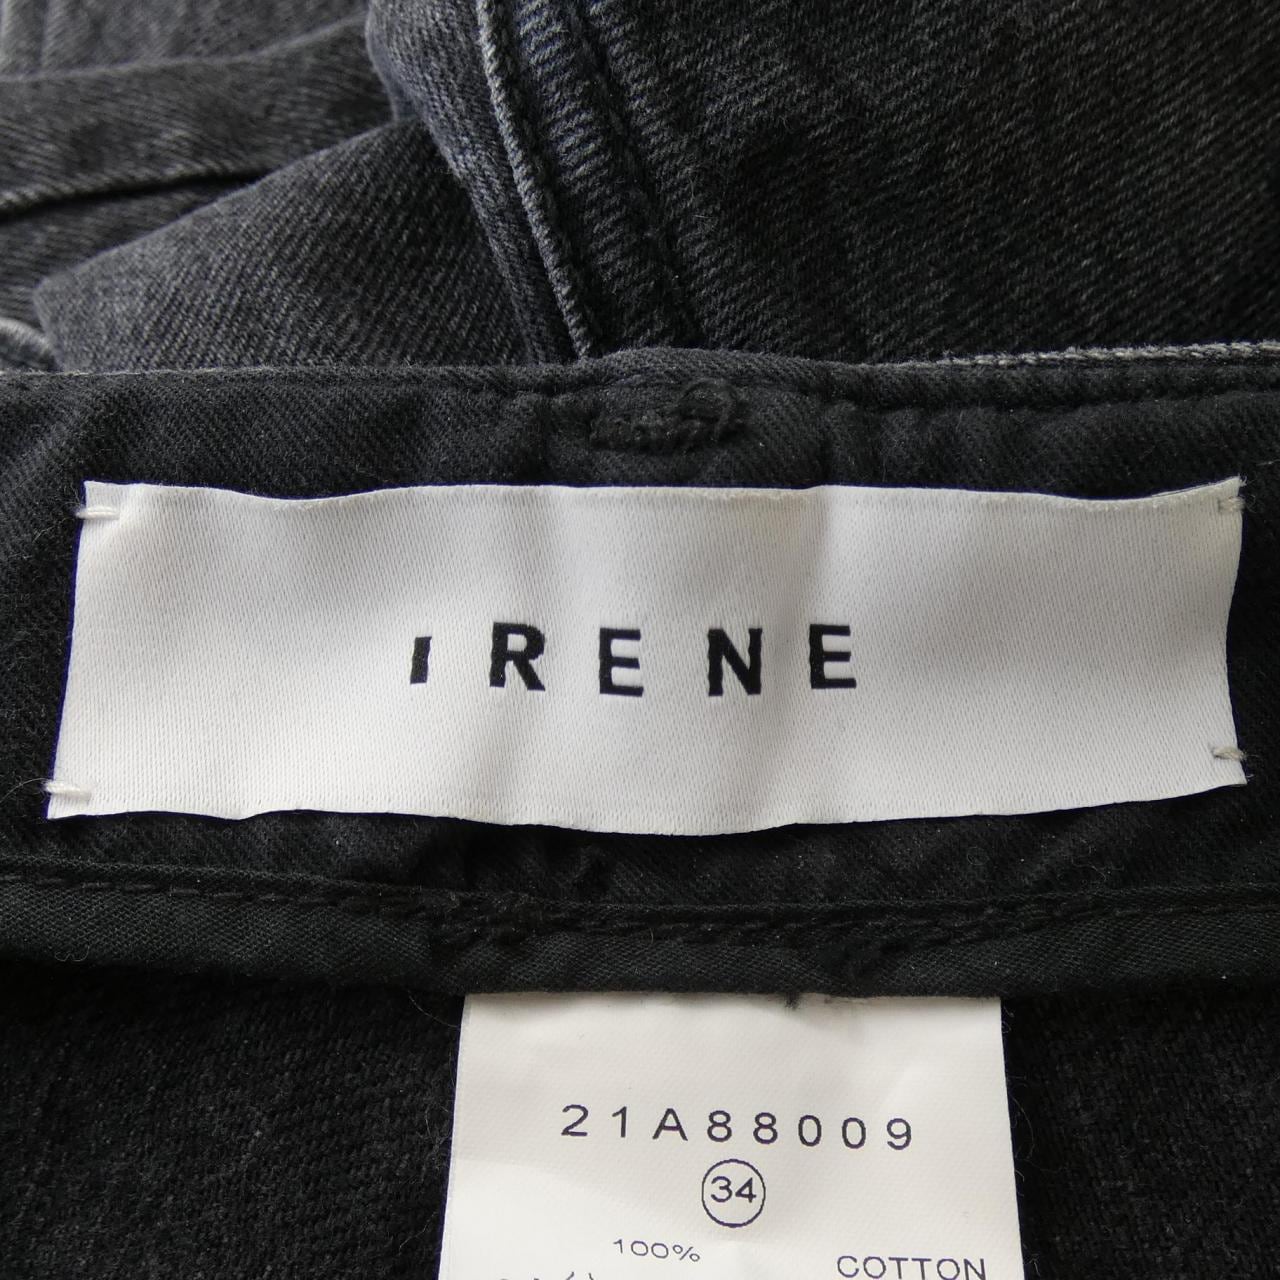 IRENE
21A88009
34
100% COTTON